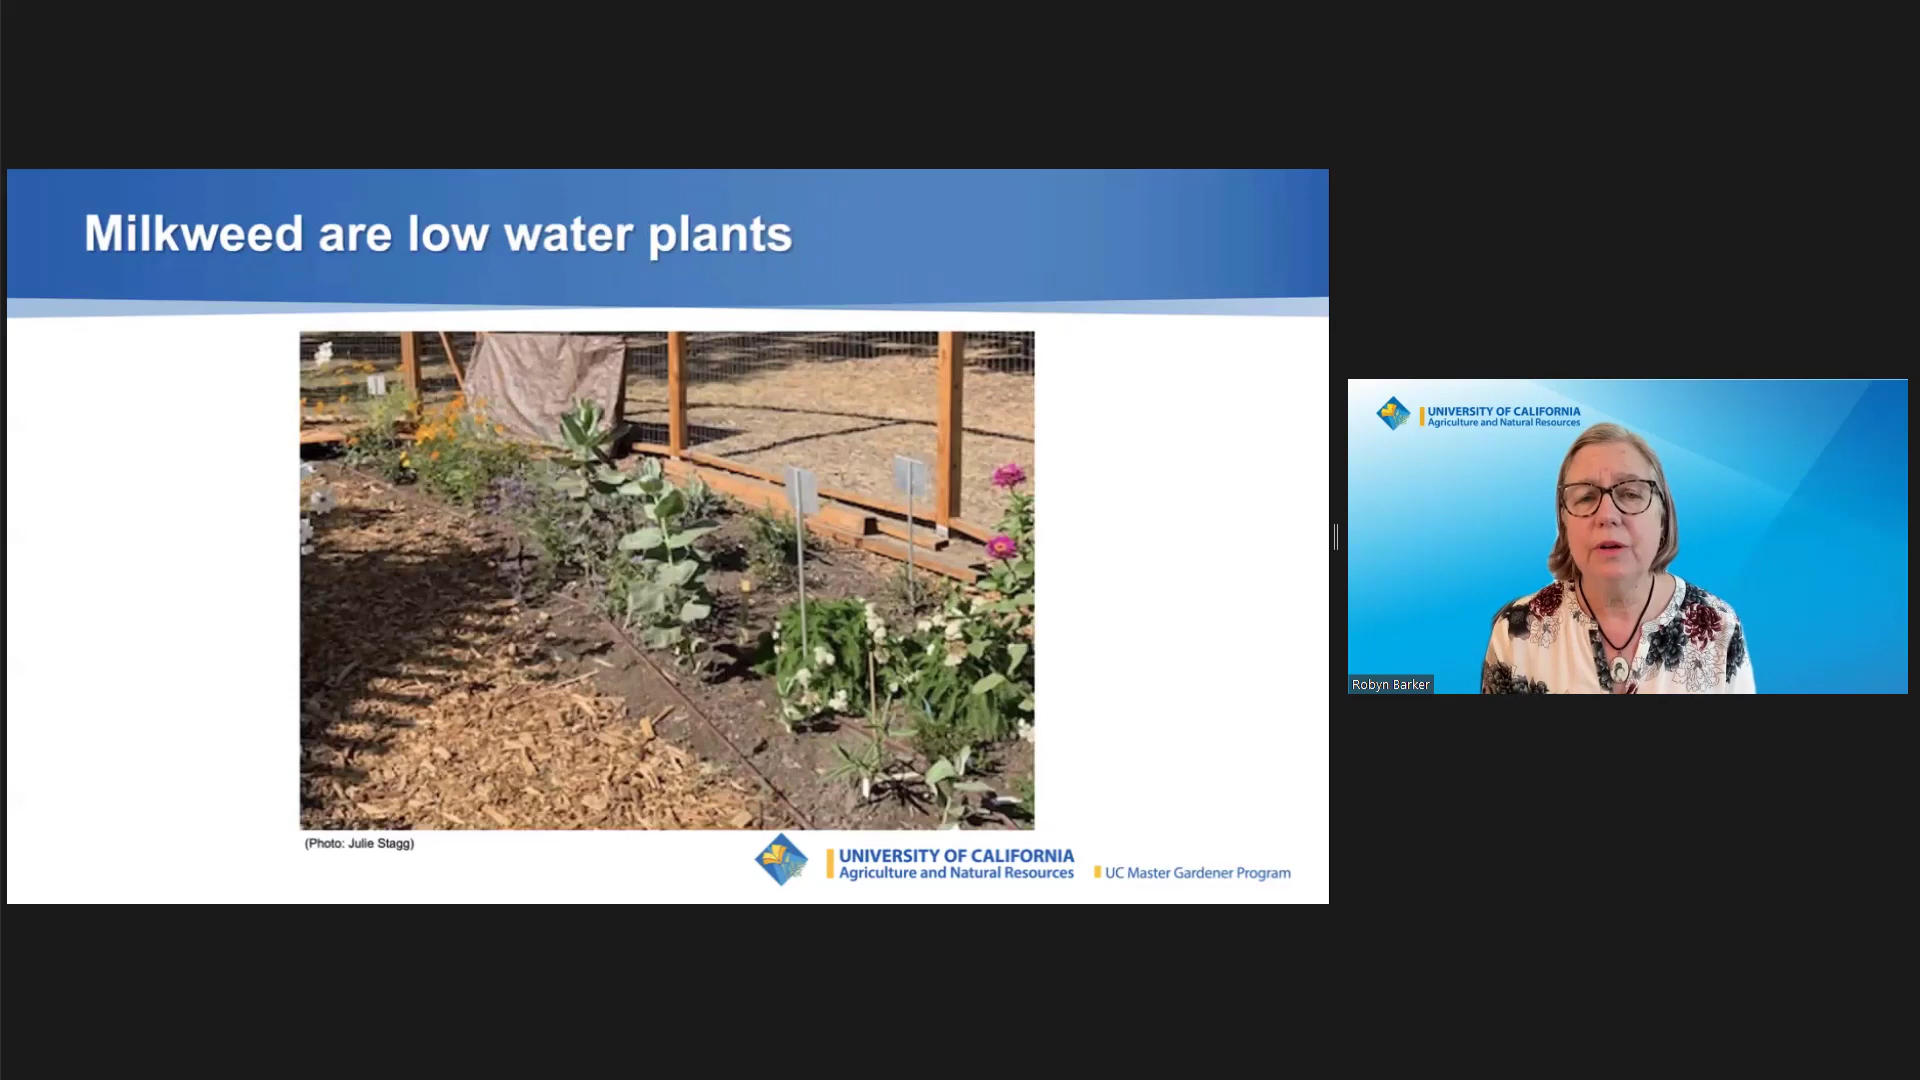 Milkweed are low water plants
(Photo: Julie Stagg)
UNIVERSITY OF CALIFORNIA
Agriculture and Natural Resources
UC Master Gardener Program
UNIVERSITY OF CALIFORNIA
Agriculture and Natural Resources
Robyn Barker